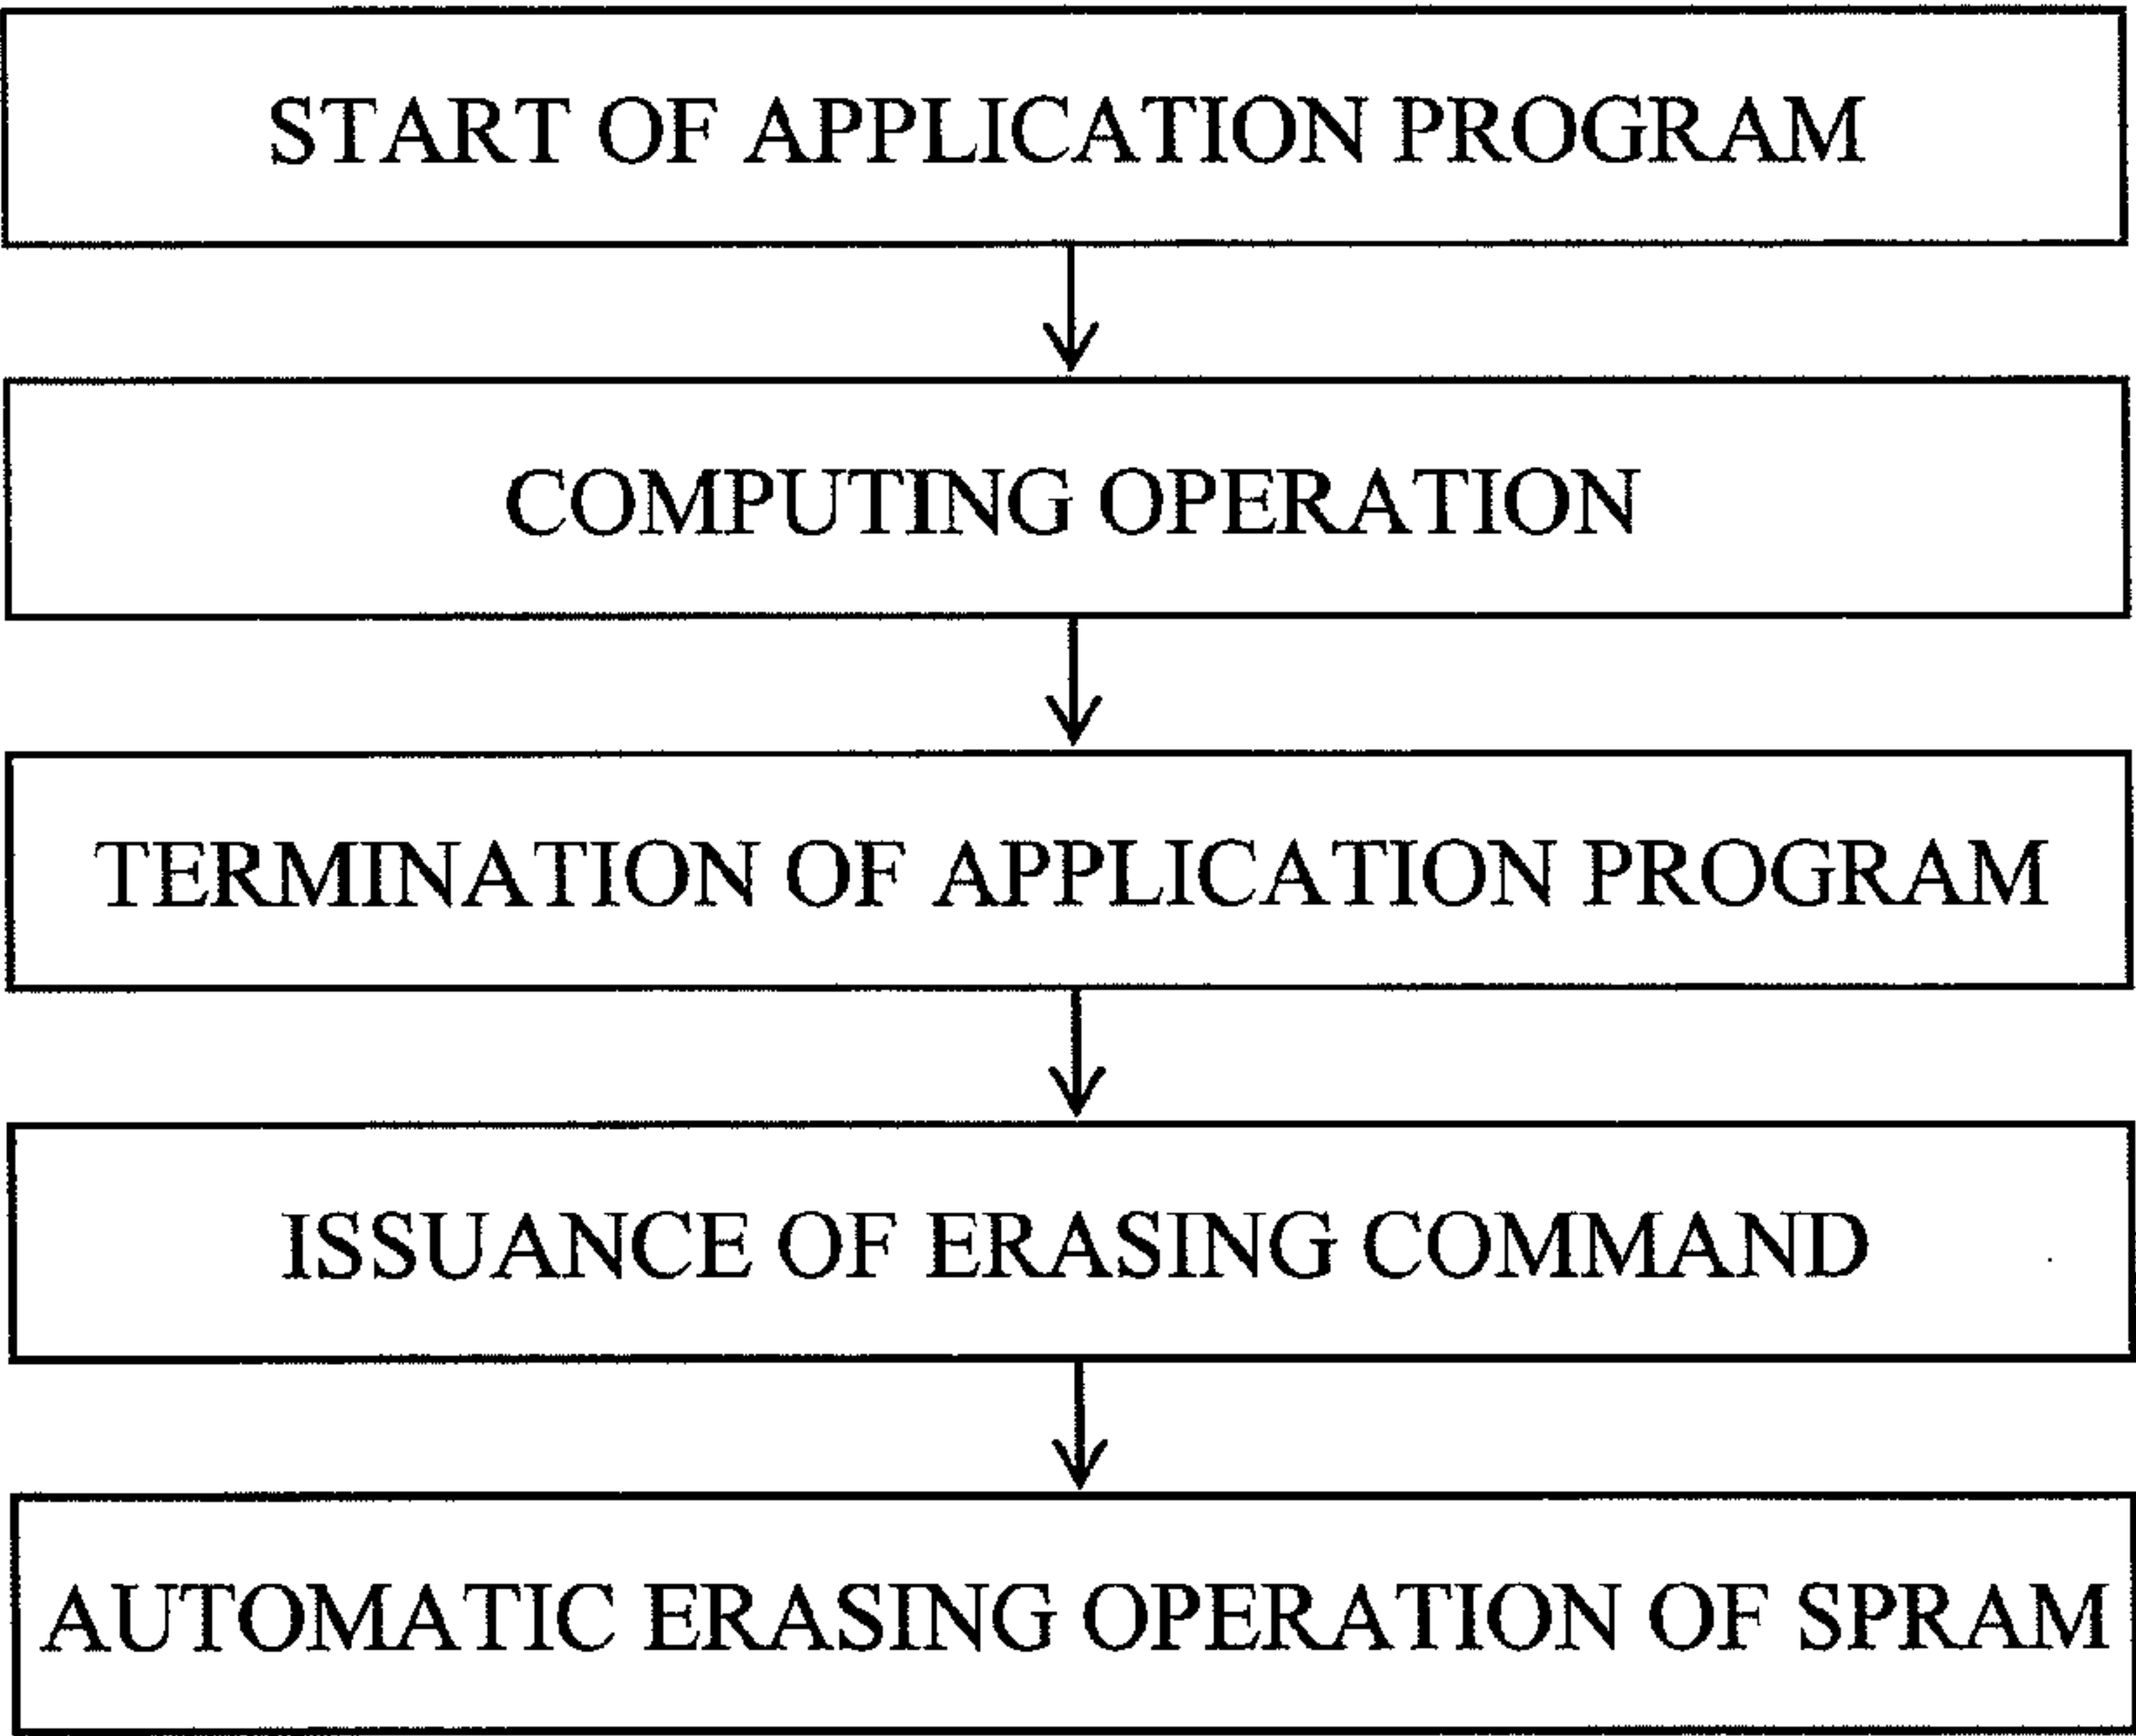 START OF APPLICATION PROGRAM
COMPUTING OPERATION
TERMINATION OF APPLICATION PROGRAM
ISSUANCE OF ERASING COMMAND
AUTOMATIC ERASING OPERATION OF SPRAM